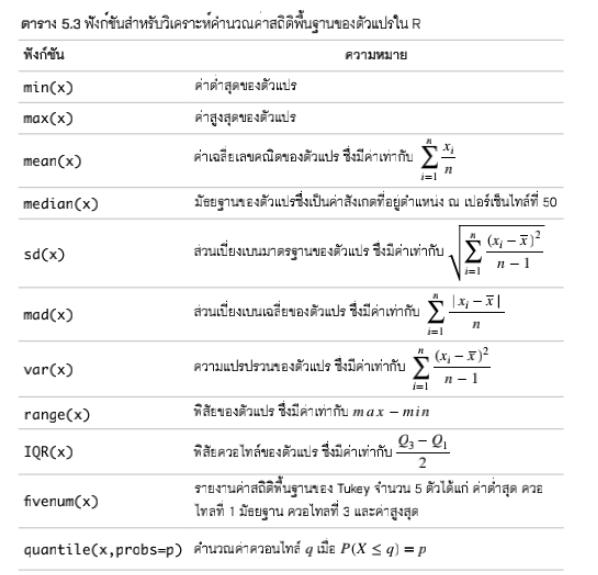 ตาราง 5.3 ฟังก์ชันสำหรับวิเคราะห์คำนวณค่าสถิติพื้นฐานของตัวแปรใน R
ฟังก์ชัน ความหมาย
min(x) ค่าต่ำสุดของตัวแปร
max(x) ค่าสูงสุดของตัวแปร
mean(x) ค่าเฉลี่ยเลขคณิตของตัวแปร ซึ่งมีค่าเท่ากับ $\sum_{i=1}^{n} \frac{x_i}{n}$
median(x) มัธยฐานของตัวแปรซึ่งเป็นค่าสังเกตที่อยู่ตำแหน่ง ณ เปอร์เซ็นไทล์ที่ 50
sd(x) ส่วนเบี่ยงเบนมาตรฐานของตัวแปร ซึ่งมีค่าเท่ากับ $\sqrt{\sum_{i=1}^{n} \frac{(x_i - \overline{x})^2}{n-1}}$
mad(x) ส่วนเบี่ยงเบนเฉลี่ยของตัวแปร ซึ่งมีค่าเท่ากับ $\sum_{i=1}^{n} \frac{|x_i - \overline{x}|}{n}$
var(x) ความแปรปรวนของตัวแปร ซึ่งมีค่าเท่ากับ $\sum_{i=1}^{n} \frac{(x_i - \overline{x})^2}{n-1}$
range(x) พิสัยของตัวแปร ซึ่งมีค่าเท่ากับ max − min
IQR(x) พิสัยควอไทล์ของตัวแปร ซึ่งมีค่าเท่ากับ $\frac{Q_3 - Q_1}{2}$
fivenum(x) รายงานค่าสถิติพื้นฐานของ Tukey จำนวน 5 ตัวได้แก่ ค่าต่ำสุด ควอ
ไทลที่ 1 มัธยฐาน ควอไทลที่ 3 และค่าสูงสุด
quantile(x,probs=p) คำนวณค่าควอนไทล์ q เมื่อ P(X ≤ q) = p